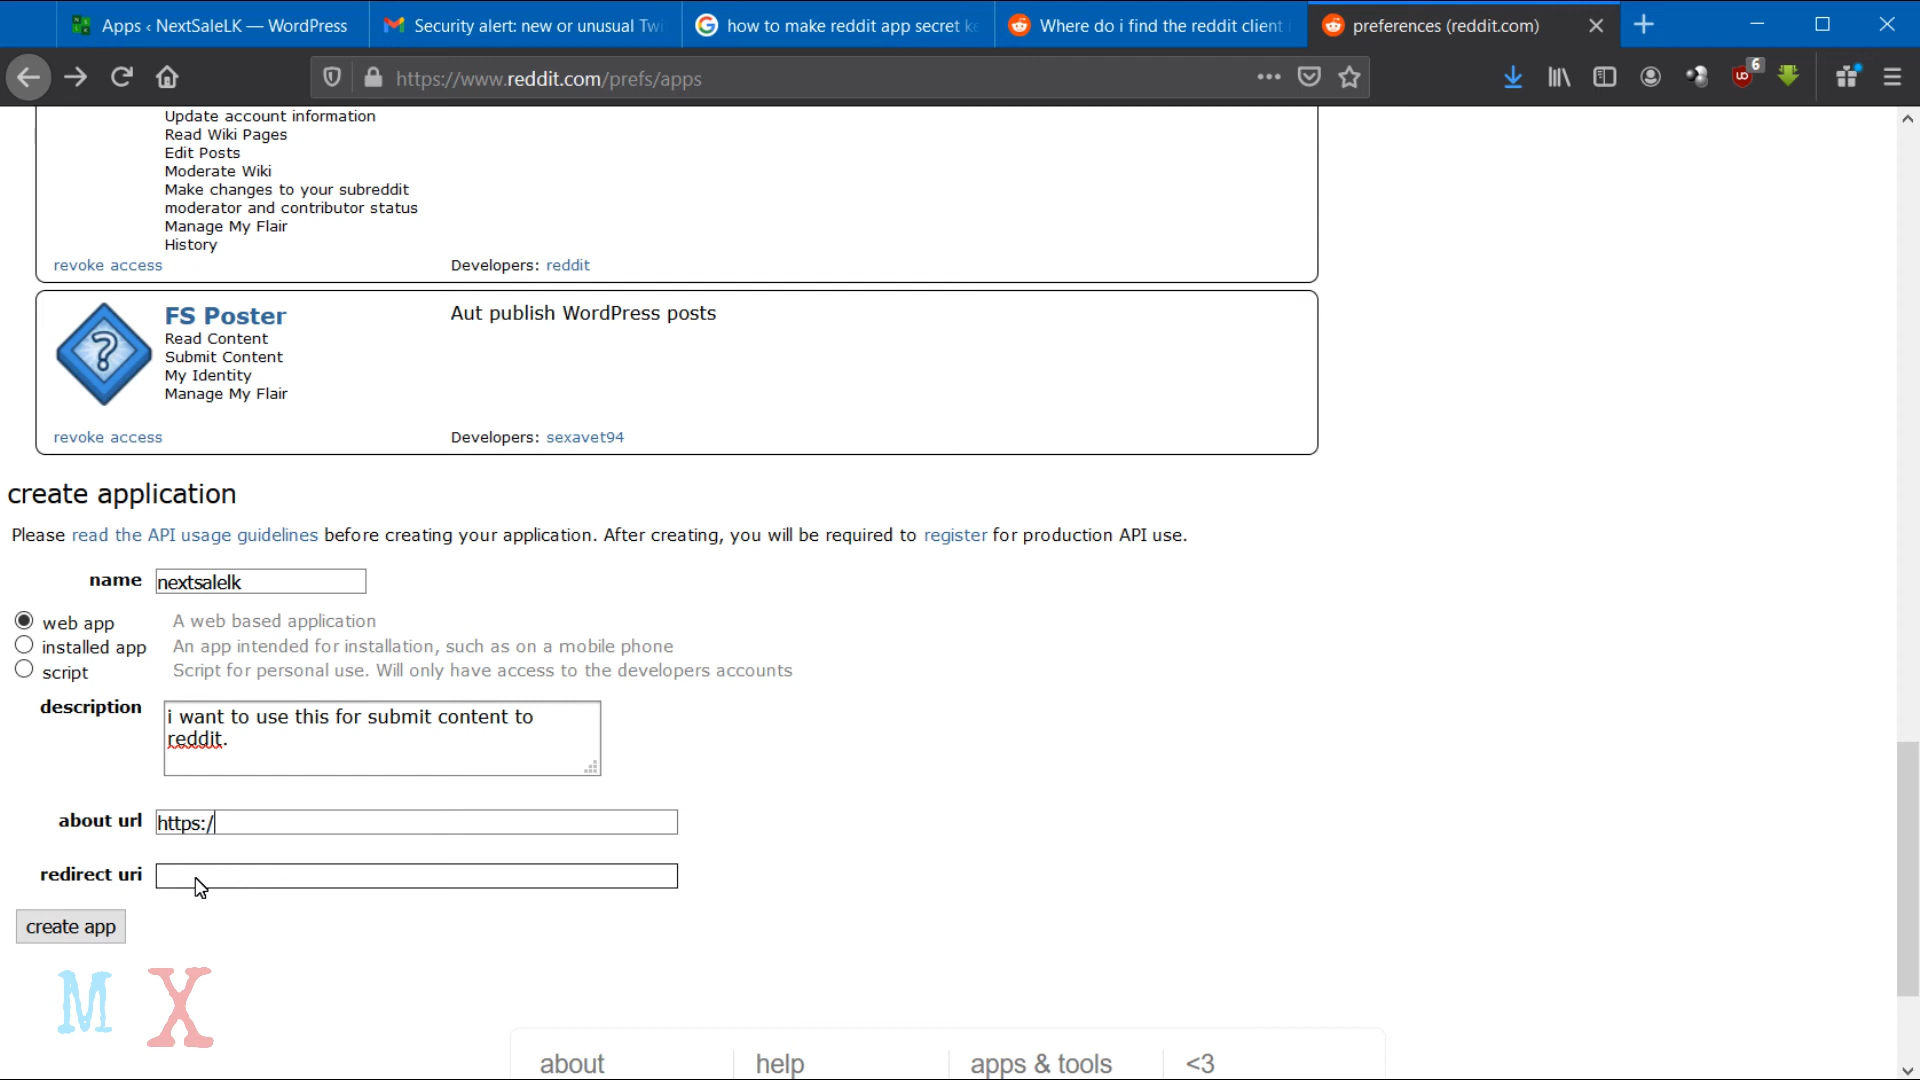 Apps ‹ NextSaleLK — WordPress
Security alert: new or unusual Twi
how to make reddit app secret ke
Where do i find the reddit client
preferences (reddit.com)
https://www.reddit.com/prefs/apps
6
Update account information
Read Wiki Pages
Edit Posts
Moderate Wiki
Make changes to your subreddit
moderator and contributor status
Manage My Flair
History
revoke access
Developers: reddit
FS Poster
Aut publish WordPress posts
Read Content
Submit Content
My Identity
Manage My Flair
revoke access
Developers: sexavet94
create application
Please read the API usage guidelines before creating your application. After creating, you will be required to register for production API use.
name nextsalelk
web app A web based application
installed app An app intended for installation, such as on a mobile phone
script Script for personal use. Will only have access to the developers accounts
description i want to use this for submit content to
reddit.
about url https:/
redirect uri
create app
M X
about help apps & tools <3